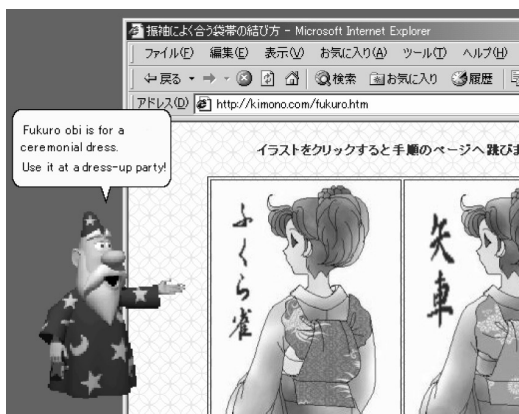 振袖によく合う袋帯の結び方 - Microsoft Internet Explorer
ファイル(F) 編集(E) 表示(V) お気に入り(A) ツール(T) ヘルプ(H)
戻る 検索 お気に入り 履歴
アドレス(D) http://kimono.com/fukuro.htm
Fukuro obi is for a
ceremonial dress.
Use it at a dress-up party!
イラストをクリックすると手順のページへ跳びま
ふくら雀
矢車